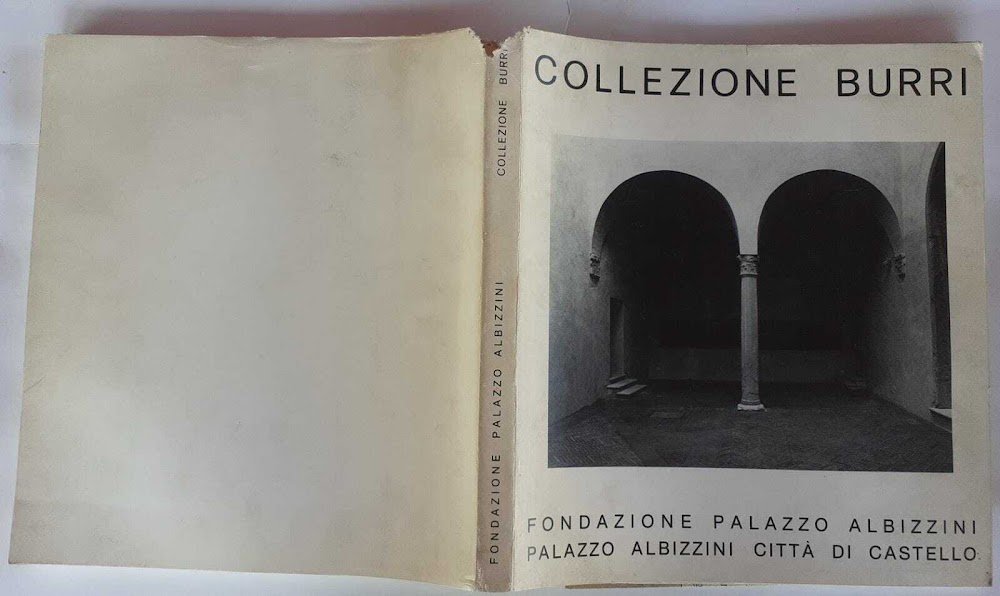 COLLEZIONE BURRI
FONDAZIONE PALAZZO ALBIZZINI
PALAZZO ALBIZZINI CITTÀ DI CASTELLO
FONDAZIONE PALAZZO ALBIZZINI COLLEZIONE BURRI